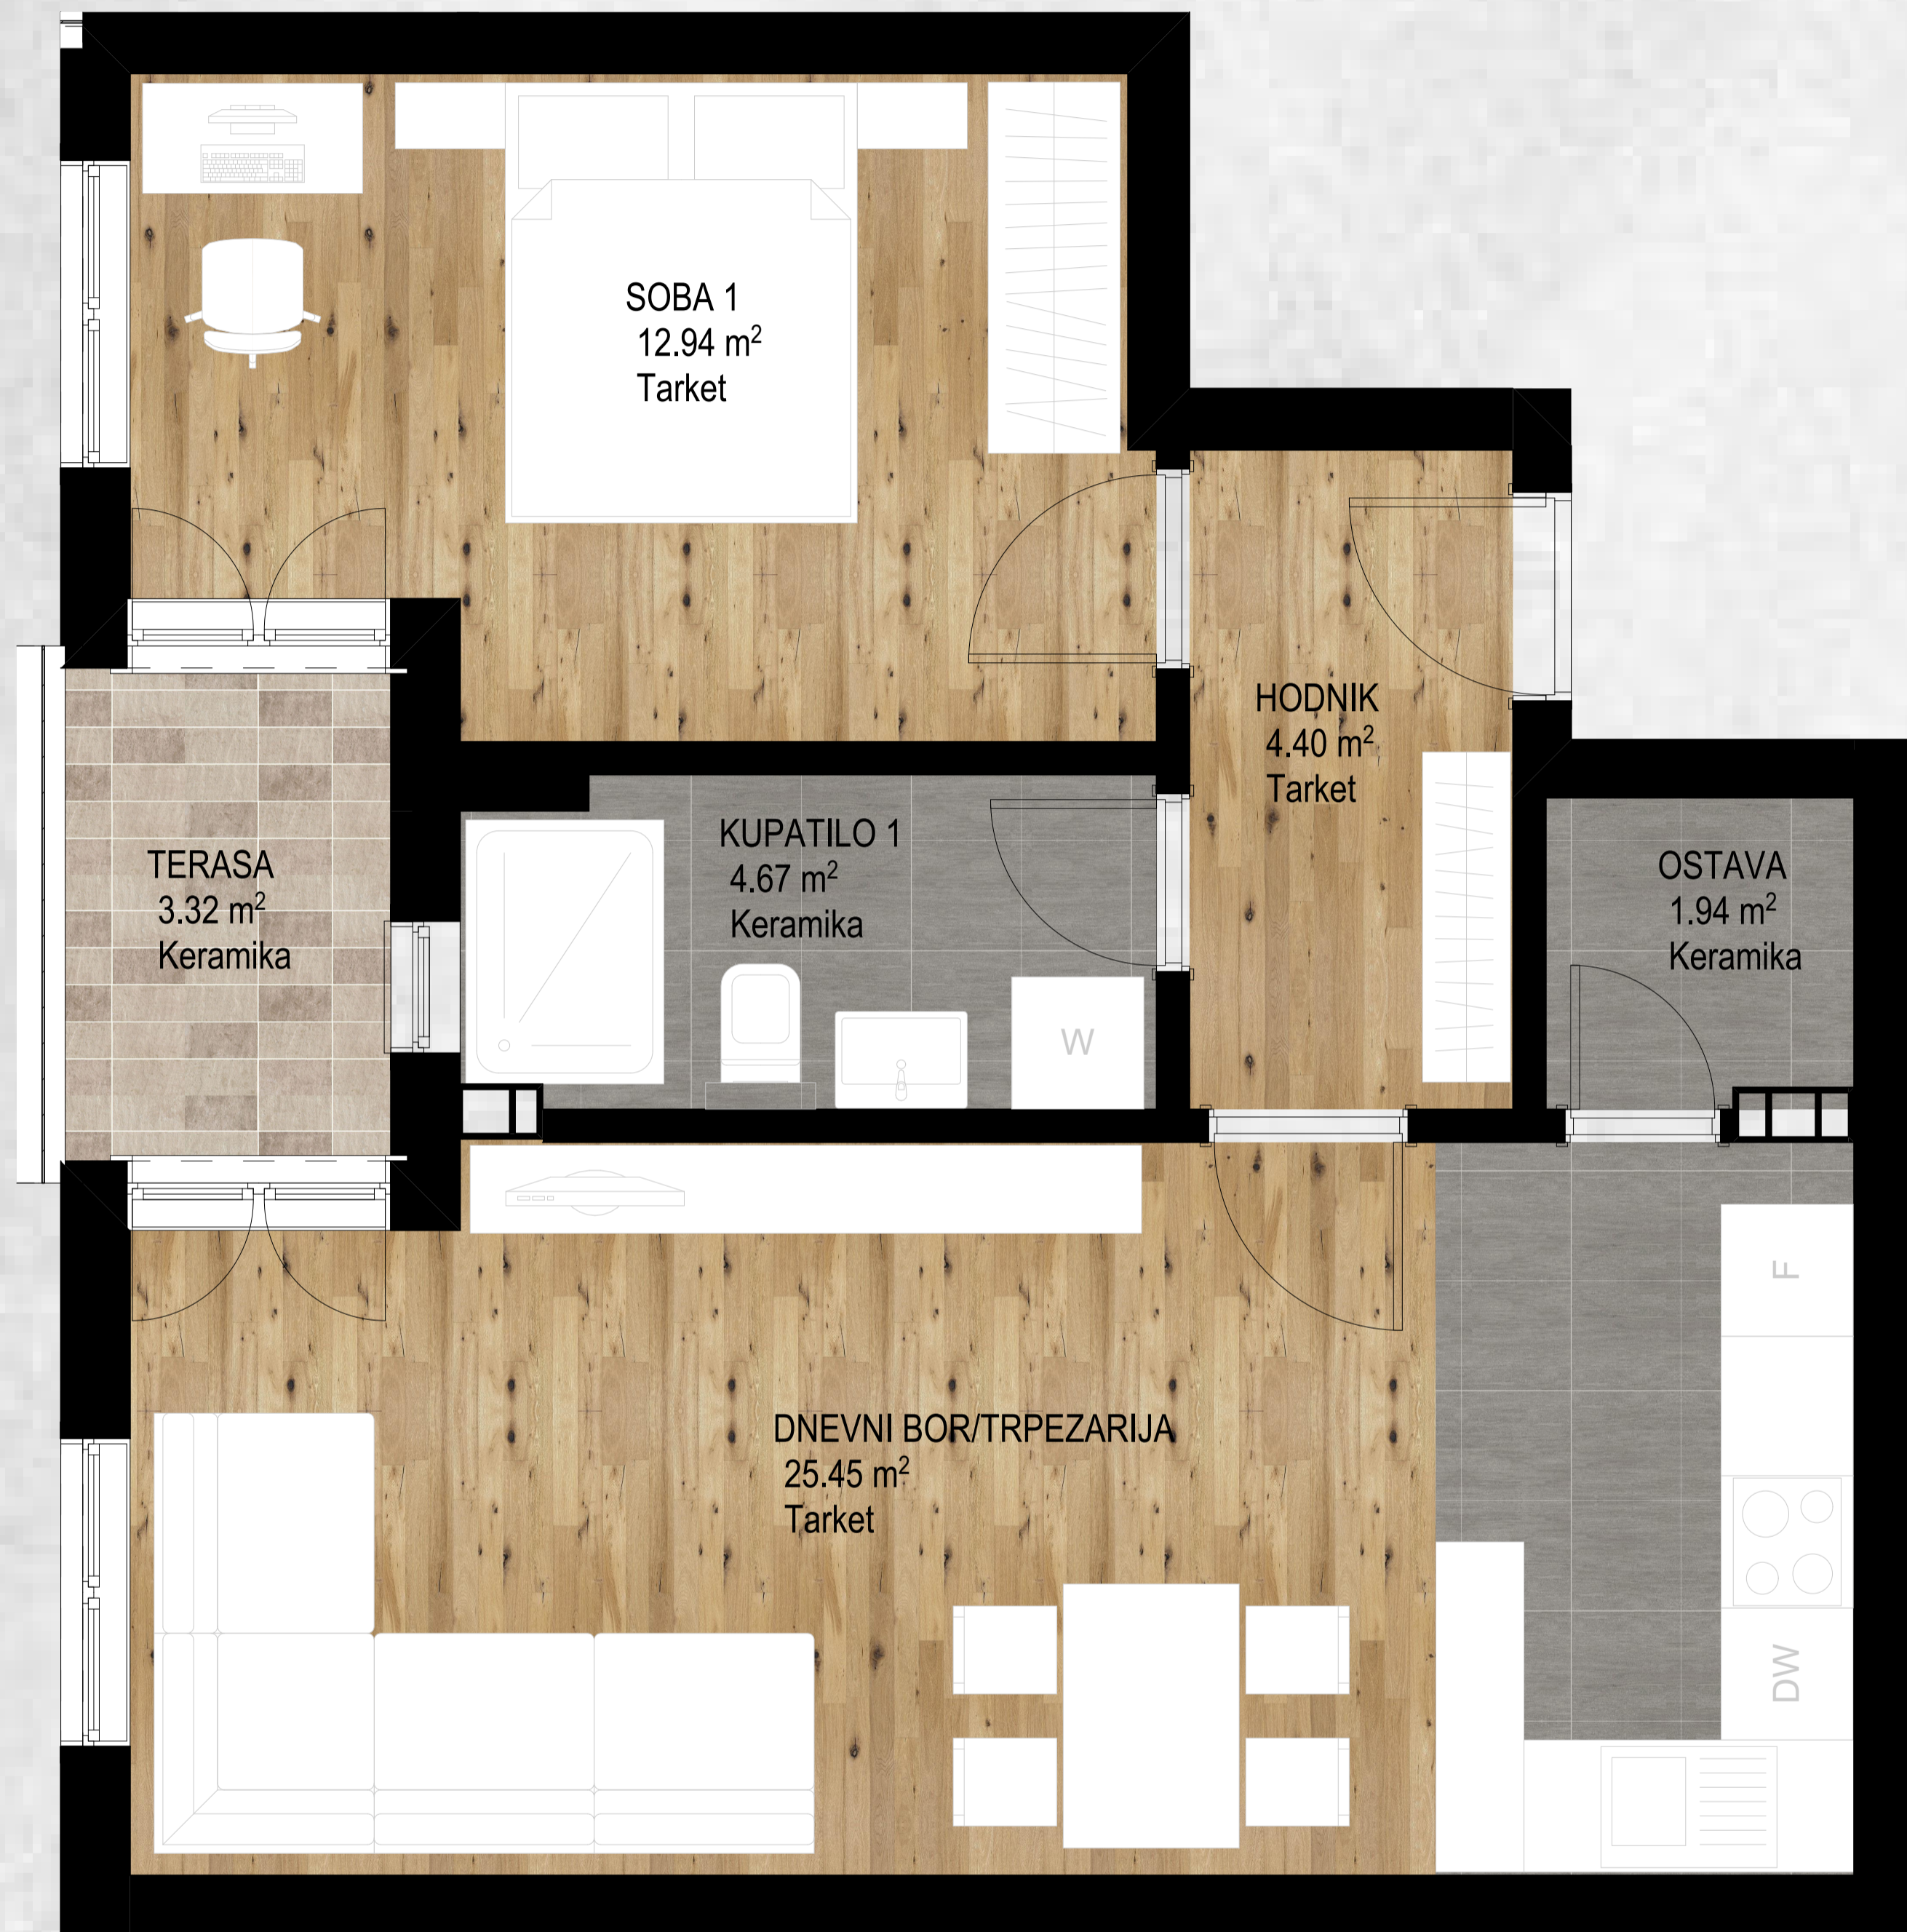 SOBA 1
12.94 m²
Tarket
HODNIK
4.40 m²
Tarket
KUPATILO 1
4.67 m²
Keramika
TERASA
3.32 m²
Keramika
OSTAVA
1.94 m²
Keramika
W
F
DNEVNI BOR/TRPEZARIJA
25.45 m²
Tarket
DW